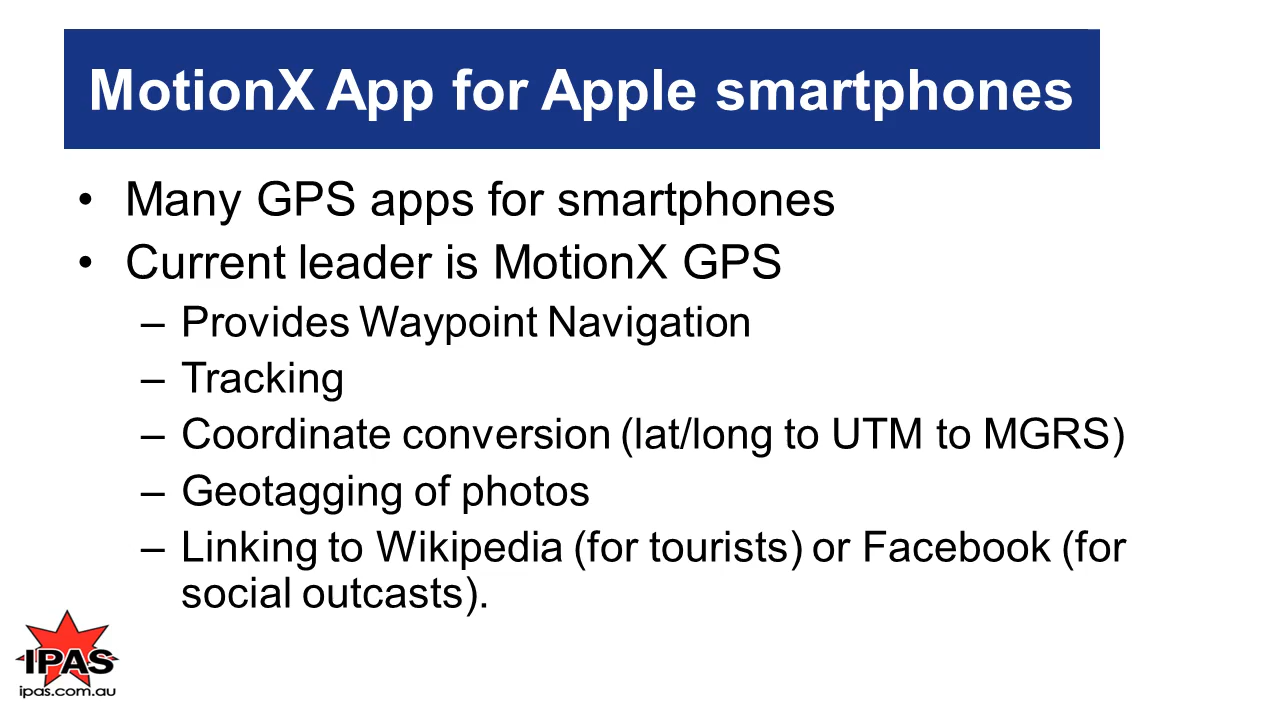 MotionX App for Apple smartphones
• Many GPS apps for smartphones
• Current leader is MotionX GPS
– Provides Waypoint Navigation
– Tracking
– Coordinate conversion (lat/long to UTM to MGRS)
– Geotagging of photos
– Linking to Wikipedia (for tourists) or Facebook (for
social outcasts).
IPAS
ipas.com.au